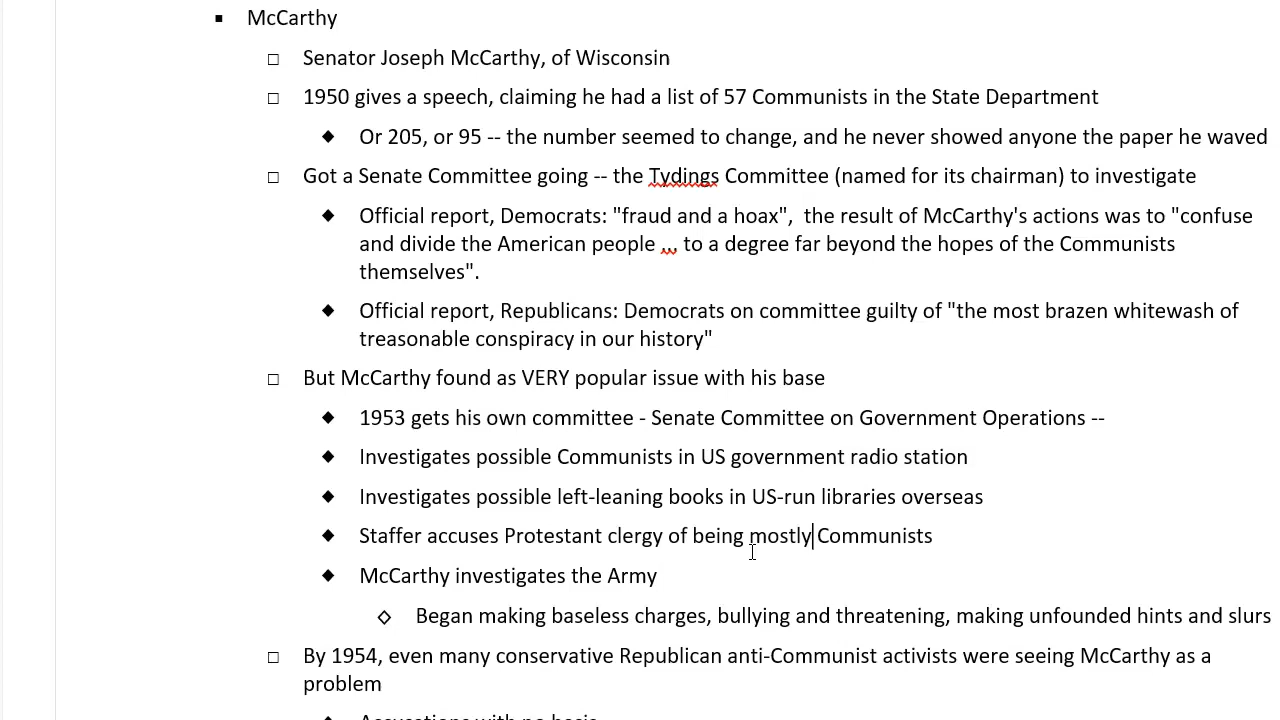 McCarthy
Senator Joseph McCarthy, of Wisconsin
1950 gives a speech, claiming he had a list of 57 Communists in the State Department
Or 205, or 95 -- the number seemed to change, and he never showed anyone the paper he waved
Got a Senate Committee going -- the Tydings Committee (named for its chairman) to investigate
Official report, Democrats: "fraud and a hoax",  the result of McCarthy's actions was to "confuse
and divide the American people ,.. to a degree far beyond the hopes of the Communists
themselves".
Official report, Republicans: Democrats on committee guilty of "the most brazen whitewash of
treasonable conspiracy in our history"
But McCarthy found as VERY popular issue with his base
1953 gets his own committee - Senate Committee on Government Operations --
Investigates possible Communists in US government radio station
Investigates possible left-leaning books in US-run libraries overseas
Staffer accuses Protestant clergy of being mostly Communists
McCarthy investigates the Army
Began making baseless charges, bullying and threatening, making unfounded hints and slurs
By 1954, even many conservative Republican anti-Communist activists were seeing McCarthy as a
problem
Accusations with no basis